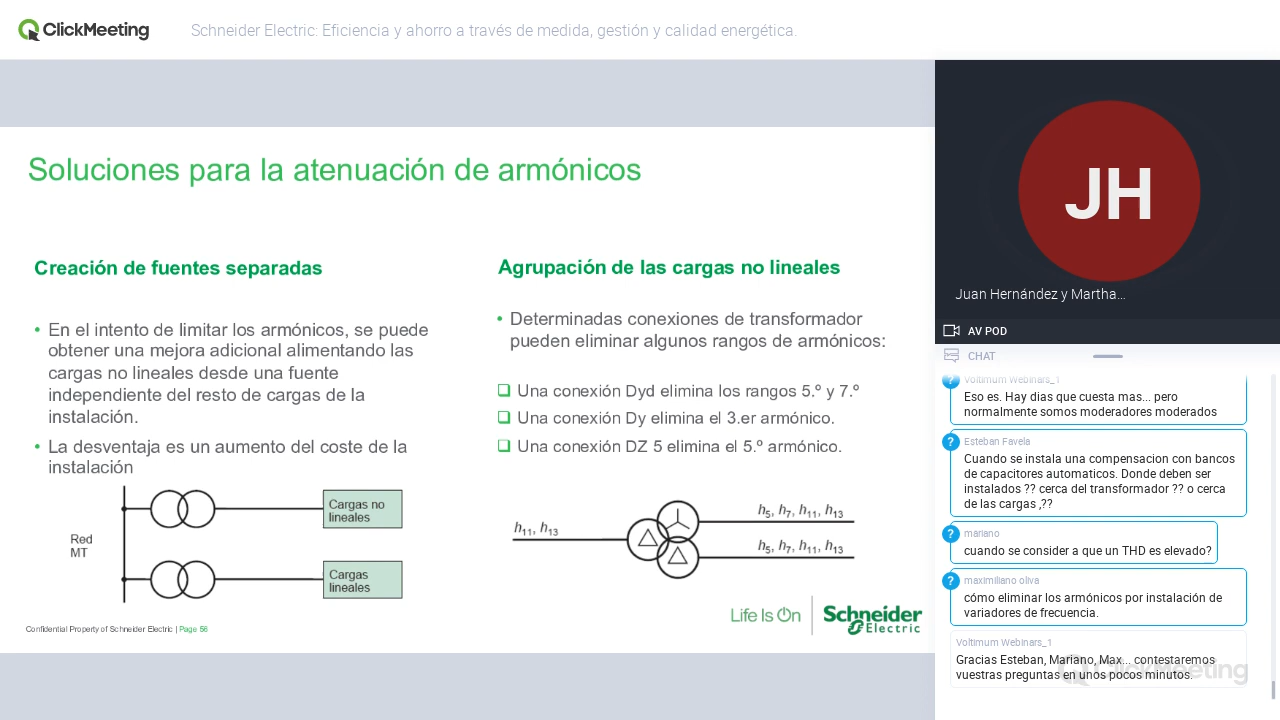 ClickMeeting
Schneider Electric: Eficiencia y ahorro a través de medida, gestión y calidad energética.
Soluciones para la atenuación de armónicos
Creación de fuentes separadas
• En el intento de limitar los armónicos, se puede
obtener una mejora adicional alimentando las
cargas no lineales desde una fuente
independiente del resto de cargas de la
instalación.
• La desventaja es un aumento del coste de la
instalación
Red
MT
Cargas no
lineales
Cargas
lineales
Agrupación de las cargas no lineales
• Determinadas conexiones de transformador
pueden eliminar algunos rangos de armónicos:
❑ Una conexión Dyd elimina los rangos 5.º y 7.º
❑ Una conexión Dy elimina el 3.er armónico.
❑ Una conexión DZ 5 elimina el 5.º armónico.
h11, h13
h5, h7, h11, h13
h5, h7, h11, h13
Confidential Property of Schneider Electric | Page 56
Life Is On
Schneider
Electric
JH
Juan Hernández y Martha...
AV POD
CHAT
Voltimum Webinars_1
Eso es. Hay dias que cuesta mas... pero
normalmente somos moderadores moderados
?
Esteban Favela
Cuando se instala una compensacion con bancos
de capacitores automaticos. Donde deben ser
instalados ?? cerca del transformador ?? o cerca
de las cargas ,??
?
mariano
cuando se consider a que un THD es elevado?
?
maximiliano oliva
cómo eliminar los armónicos por instalación de
variadores de frecuencia.
Voltimum Webinars_1
Gracias Esteban, Mariano, Max... contestaremos
vuestras preguntas en unos pocos minutos.
ClickMeeting